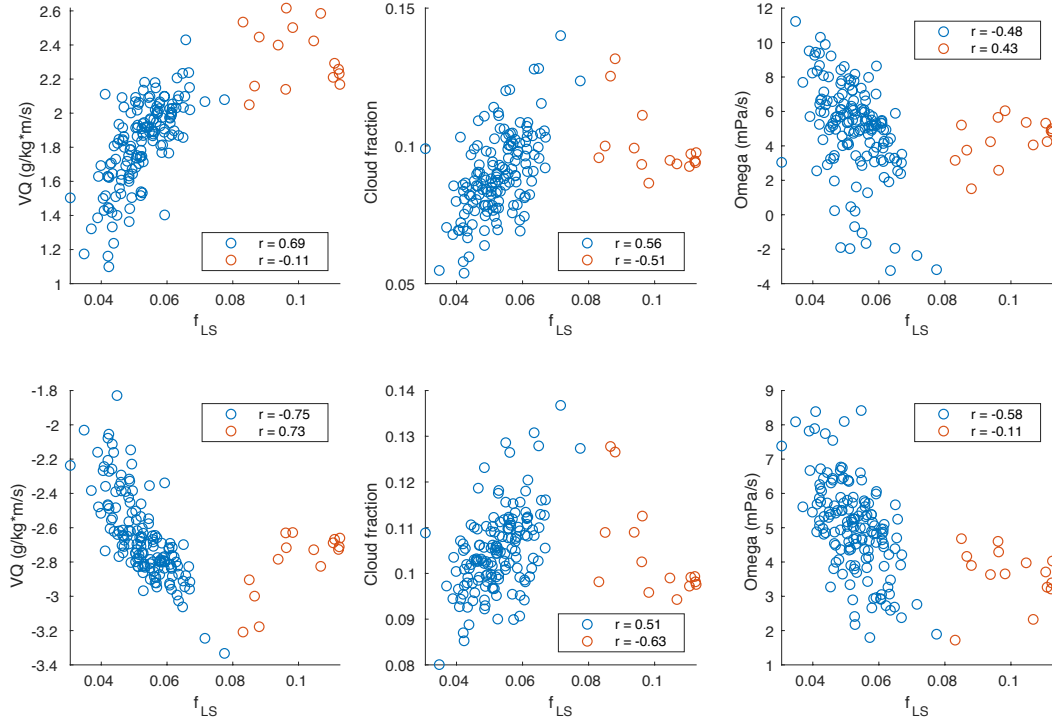 2.6
2.4
2.2
2
1.8
1.6
1.4
1.2
1
VQ (g/kg*m/s)
r = 0.69
r = -0.11
0.04 0.06 0.08 0.1
f LS
0.15
0.1
0.05
Cloud fraction
r = 0.56
r = -0.51
0.04 0.06 0.08 0.1
f LS
12
10
8
6
4
2
0
-2
-4
Omega (mPa/s)
r = -0.48
r = 0.43
0.04 0.06 0.08 0.1
f LS
-1.8
-2
-2.2
-2.4
-2.6
-2.8
-3
-3.2
-3.4
VQ (g/kg*m/s)
r = -0.75
r = 0.73
0.04 0.06 0.08 0.1
f LS
0.14
0.13
0.12
0.11
0.1
0.09
0.08
Cloud fraction
r = 0.51
r = -0.63
0.04 0.06 0.08 0.1
f LS
9
8
7
6
5
4
3
2
1
Omega (mPa/s)
r = -0.58
r = -0.11
0.04 0.06 0.08 0.1
f LS